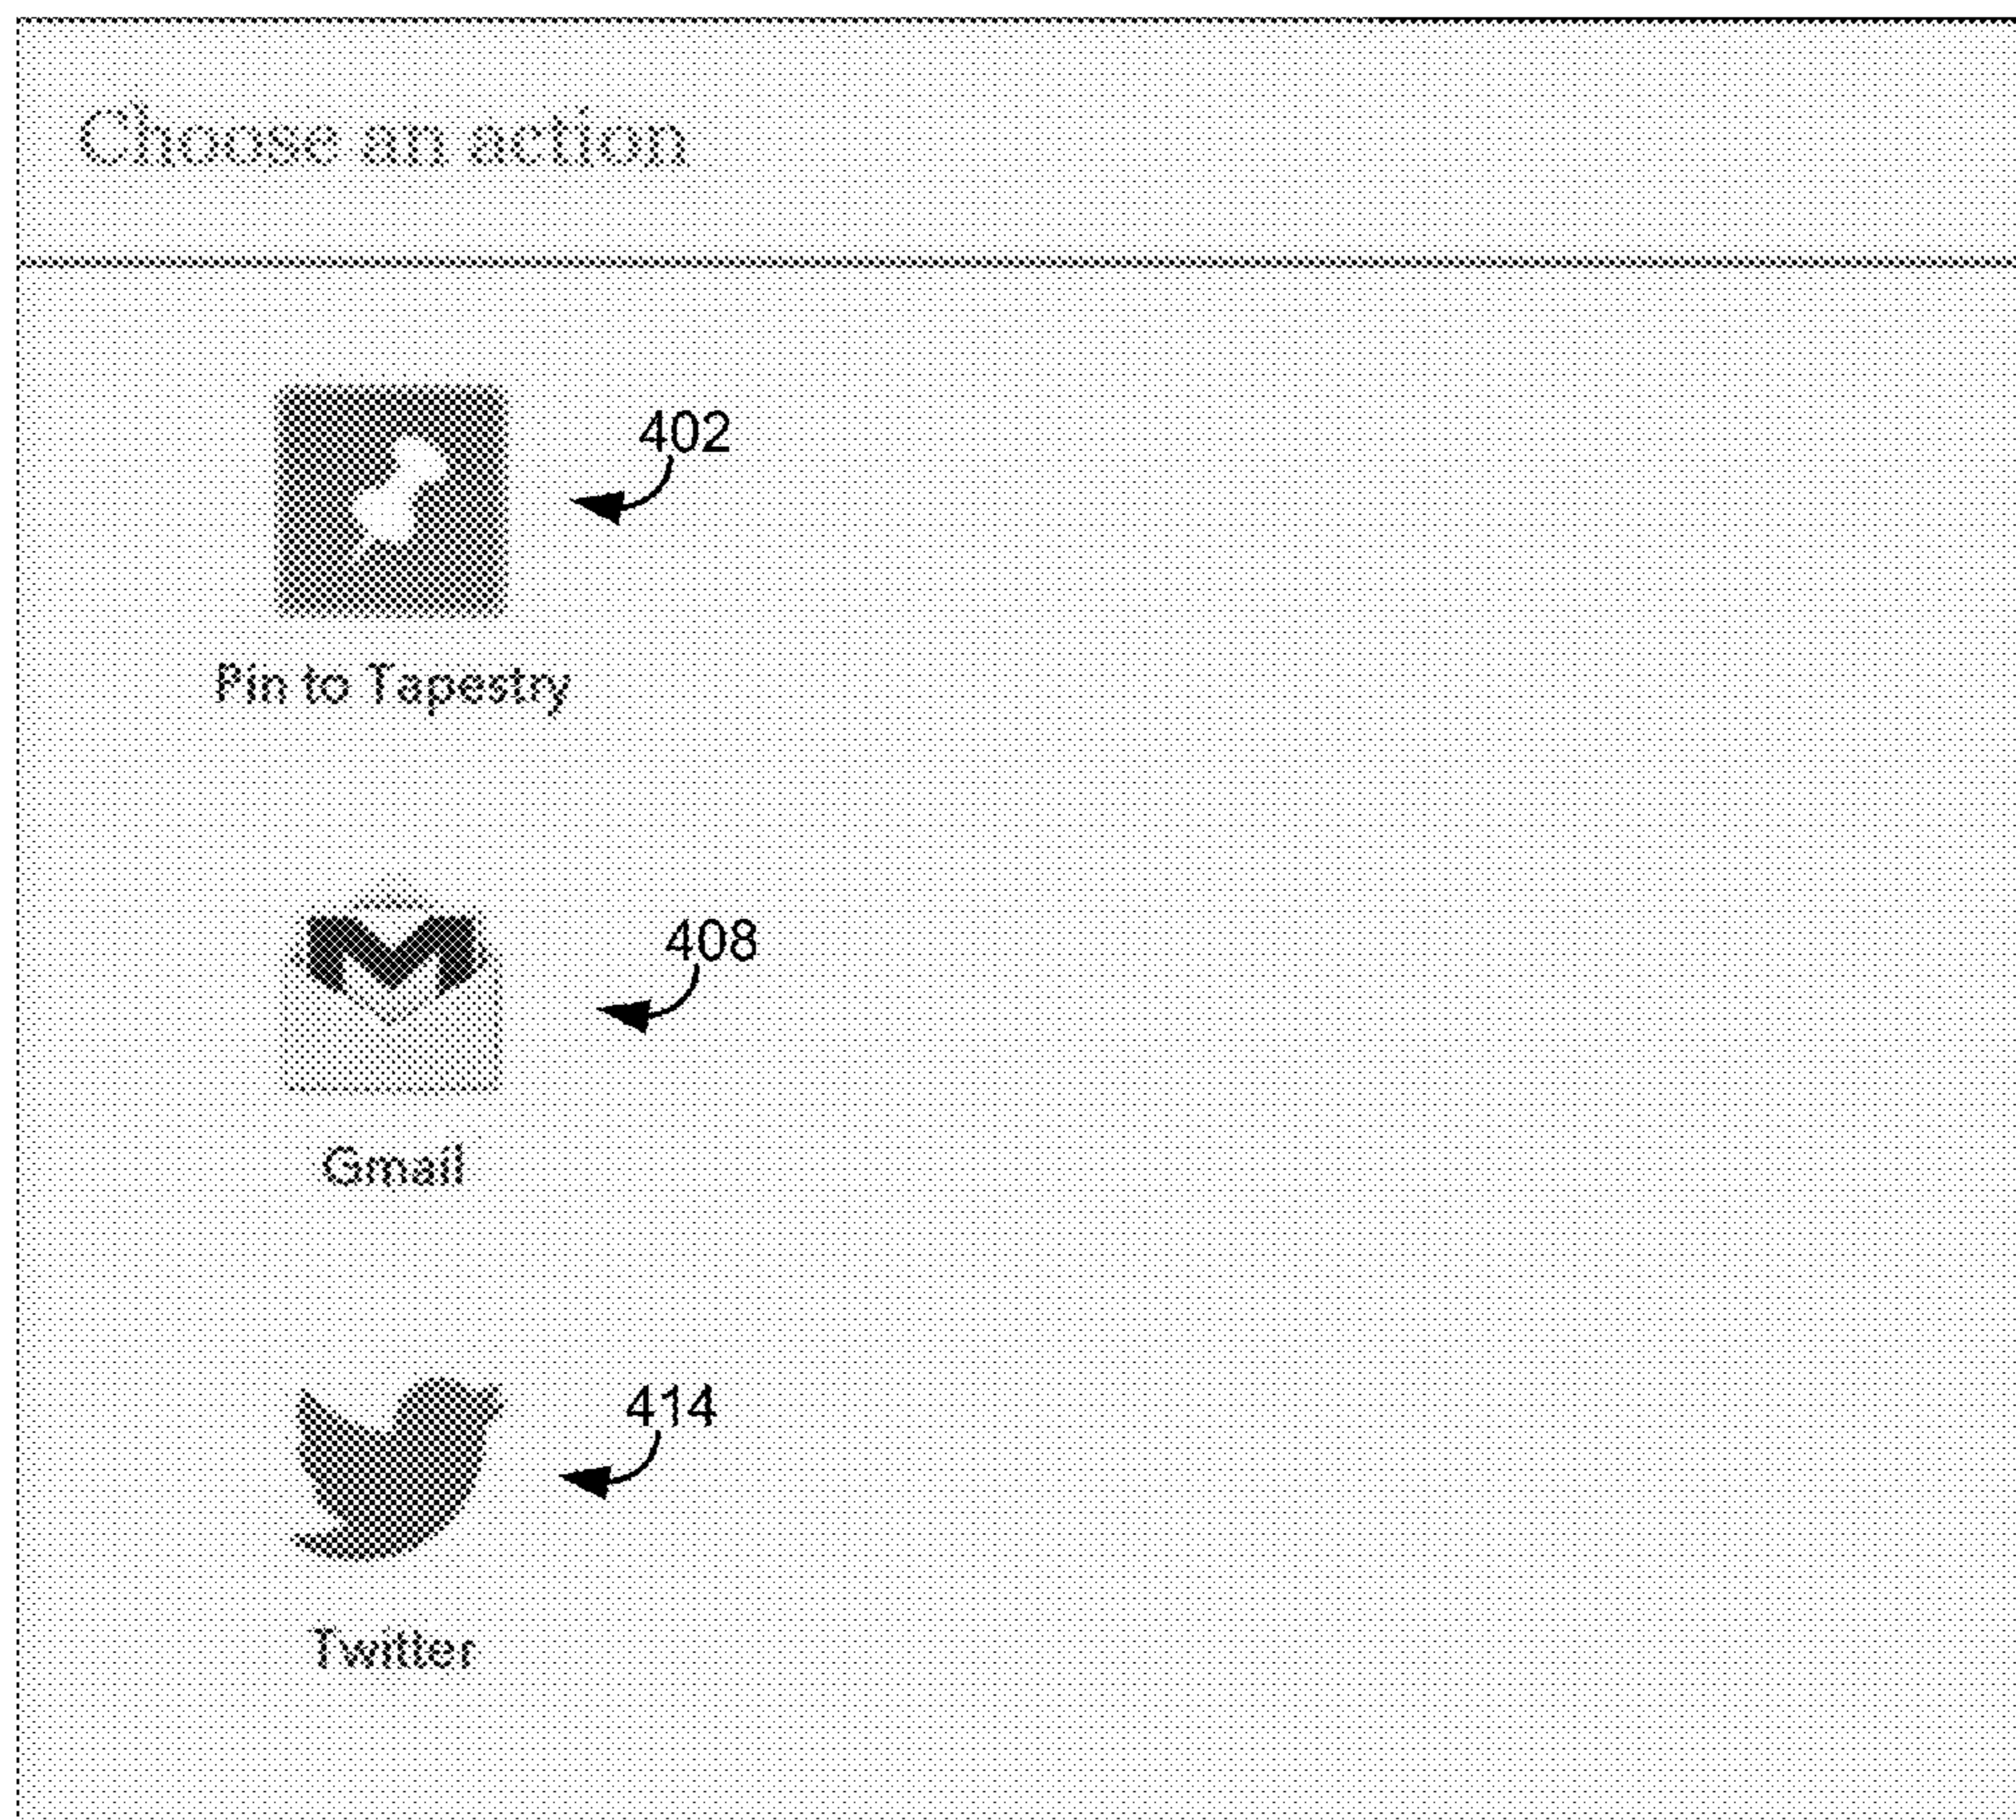 Choose an action
402
Pin to Tapestry
408
Gmail
414
Twitter